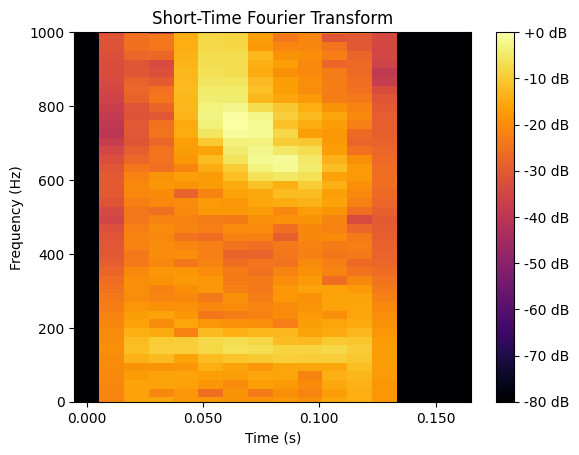 Short-Time Fourier Transform
1000
800
600
400
200
0
Frequency (Hz)
0.000
0.050
0.100
0.150
Time (s)
+0 dB
-10 dB
-20 dB
-30 dB
-40 dB
-50 dB
-60 dB
-70 dB
-80 dB